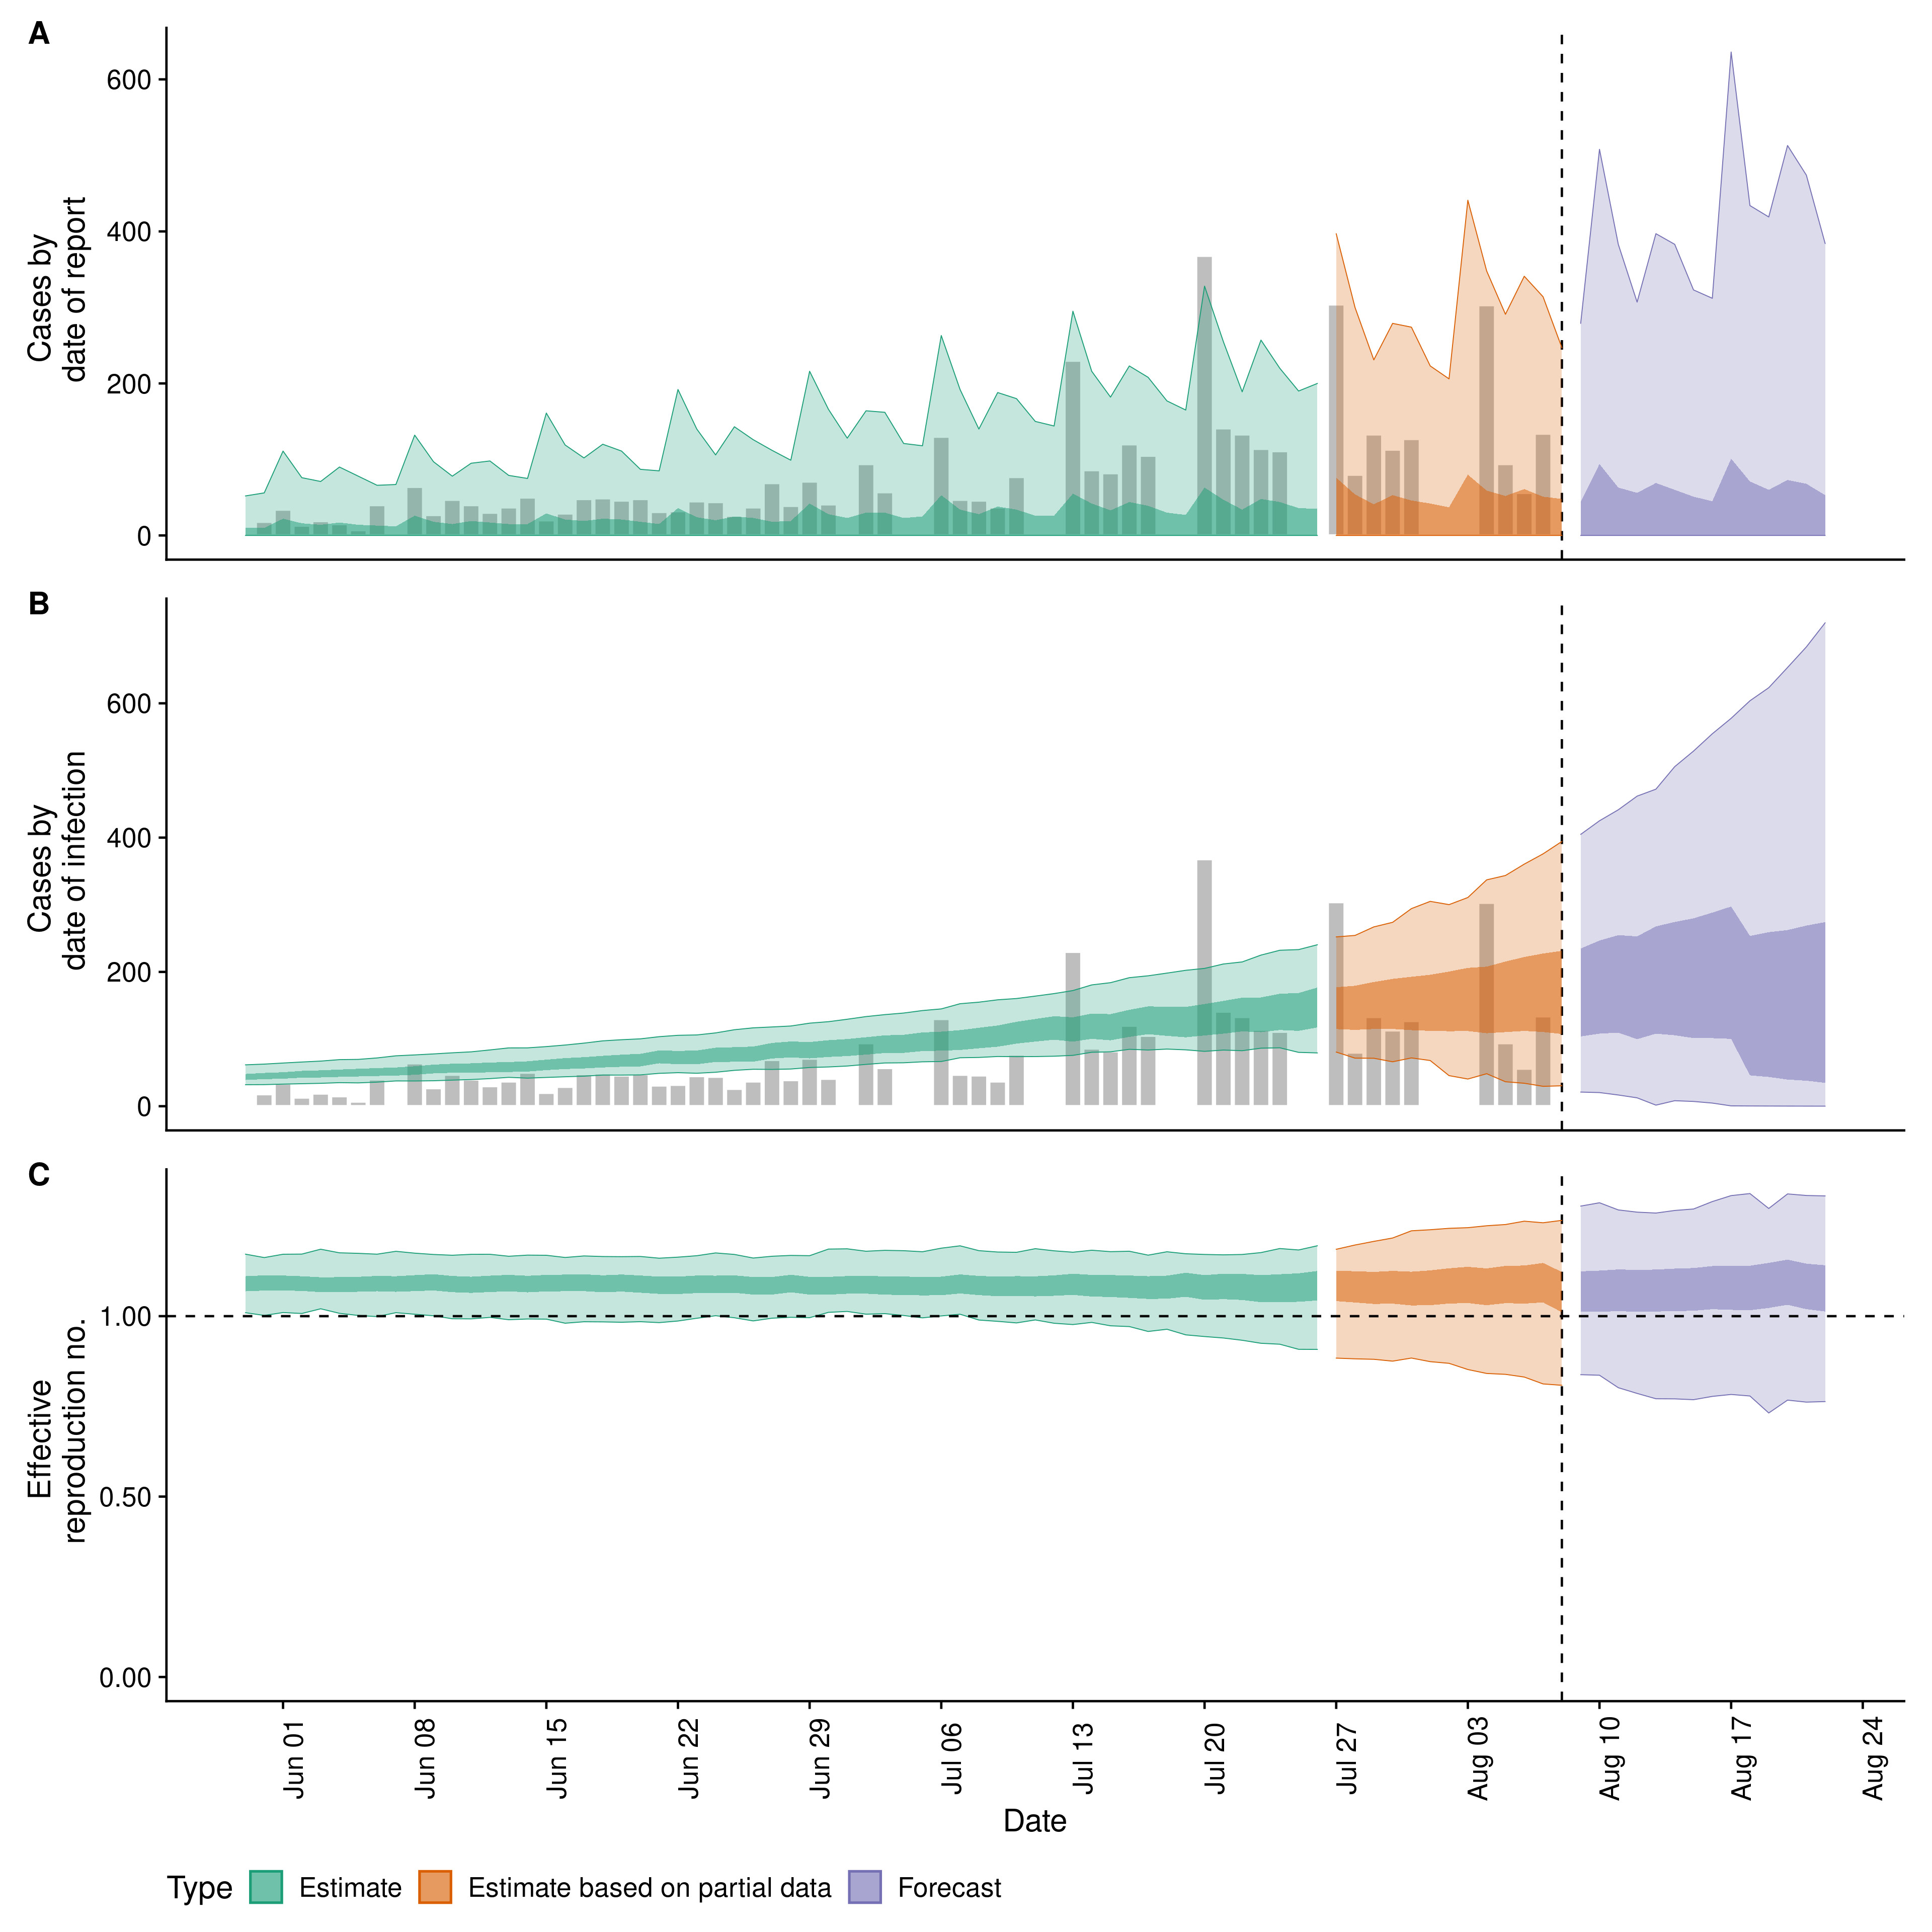 A
600
400
200
0
Cases by
date of report
B
600
400
200
0
Cases by
date of infection
C
1.00
0.50
0.00
Effective
reproduction no.
Jun 01
Jun 08
Jun 15
Jun 22
Jun 29
Jul 06
Jul 13
Jul 20
Jul 27
Aug 03
Aug 10
Aug 17
Aug 24
Date
Type Estimate Estimate based on partial data Forecast